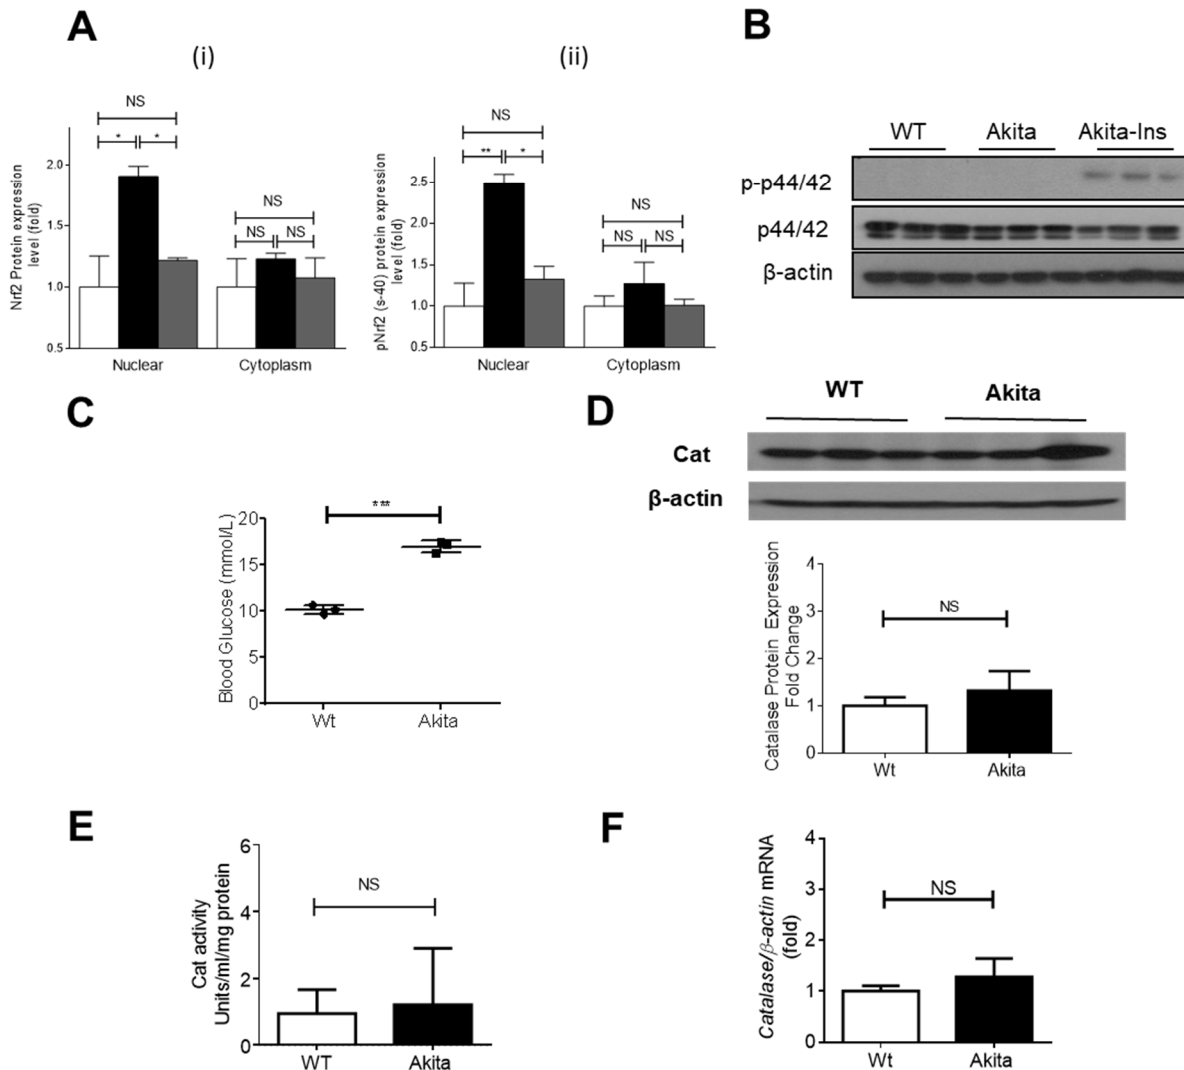 A
(i)
(ii)
NS
*
*
NS
NS
NS
Nrf2 Protein expression
level (fold)
2.0
1.5
1.0
0.5
Nuclear
Cytoplasm
NS
**
*
NS
NS
NS
pNrf2 (s-40) protein expression
level (fold)
2.5
2.0
1.5
1.0
0.5
Nuclear
Cytoplasm
B
WT
Akita
Akita-Ins
p-p44/42
p44/42
β-actin
C
***
Blood Glucose (mmol/L)
20
15
10
5
0
Wt
Akita
D
WT
Akita
Cat
β-actin
Catalase Protein Expression
Fold Change
4
3
2
1
0
NS
Wt
Akita
E
Cat activity
Units/ml/mg protein
6
4
2
0
NS
WT
Akita
F
Catalase/β-actin mRNA
(fold)
4
3
2
1
0
NS
Wt
Akita